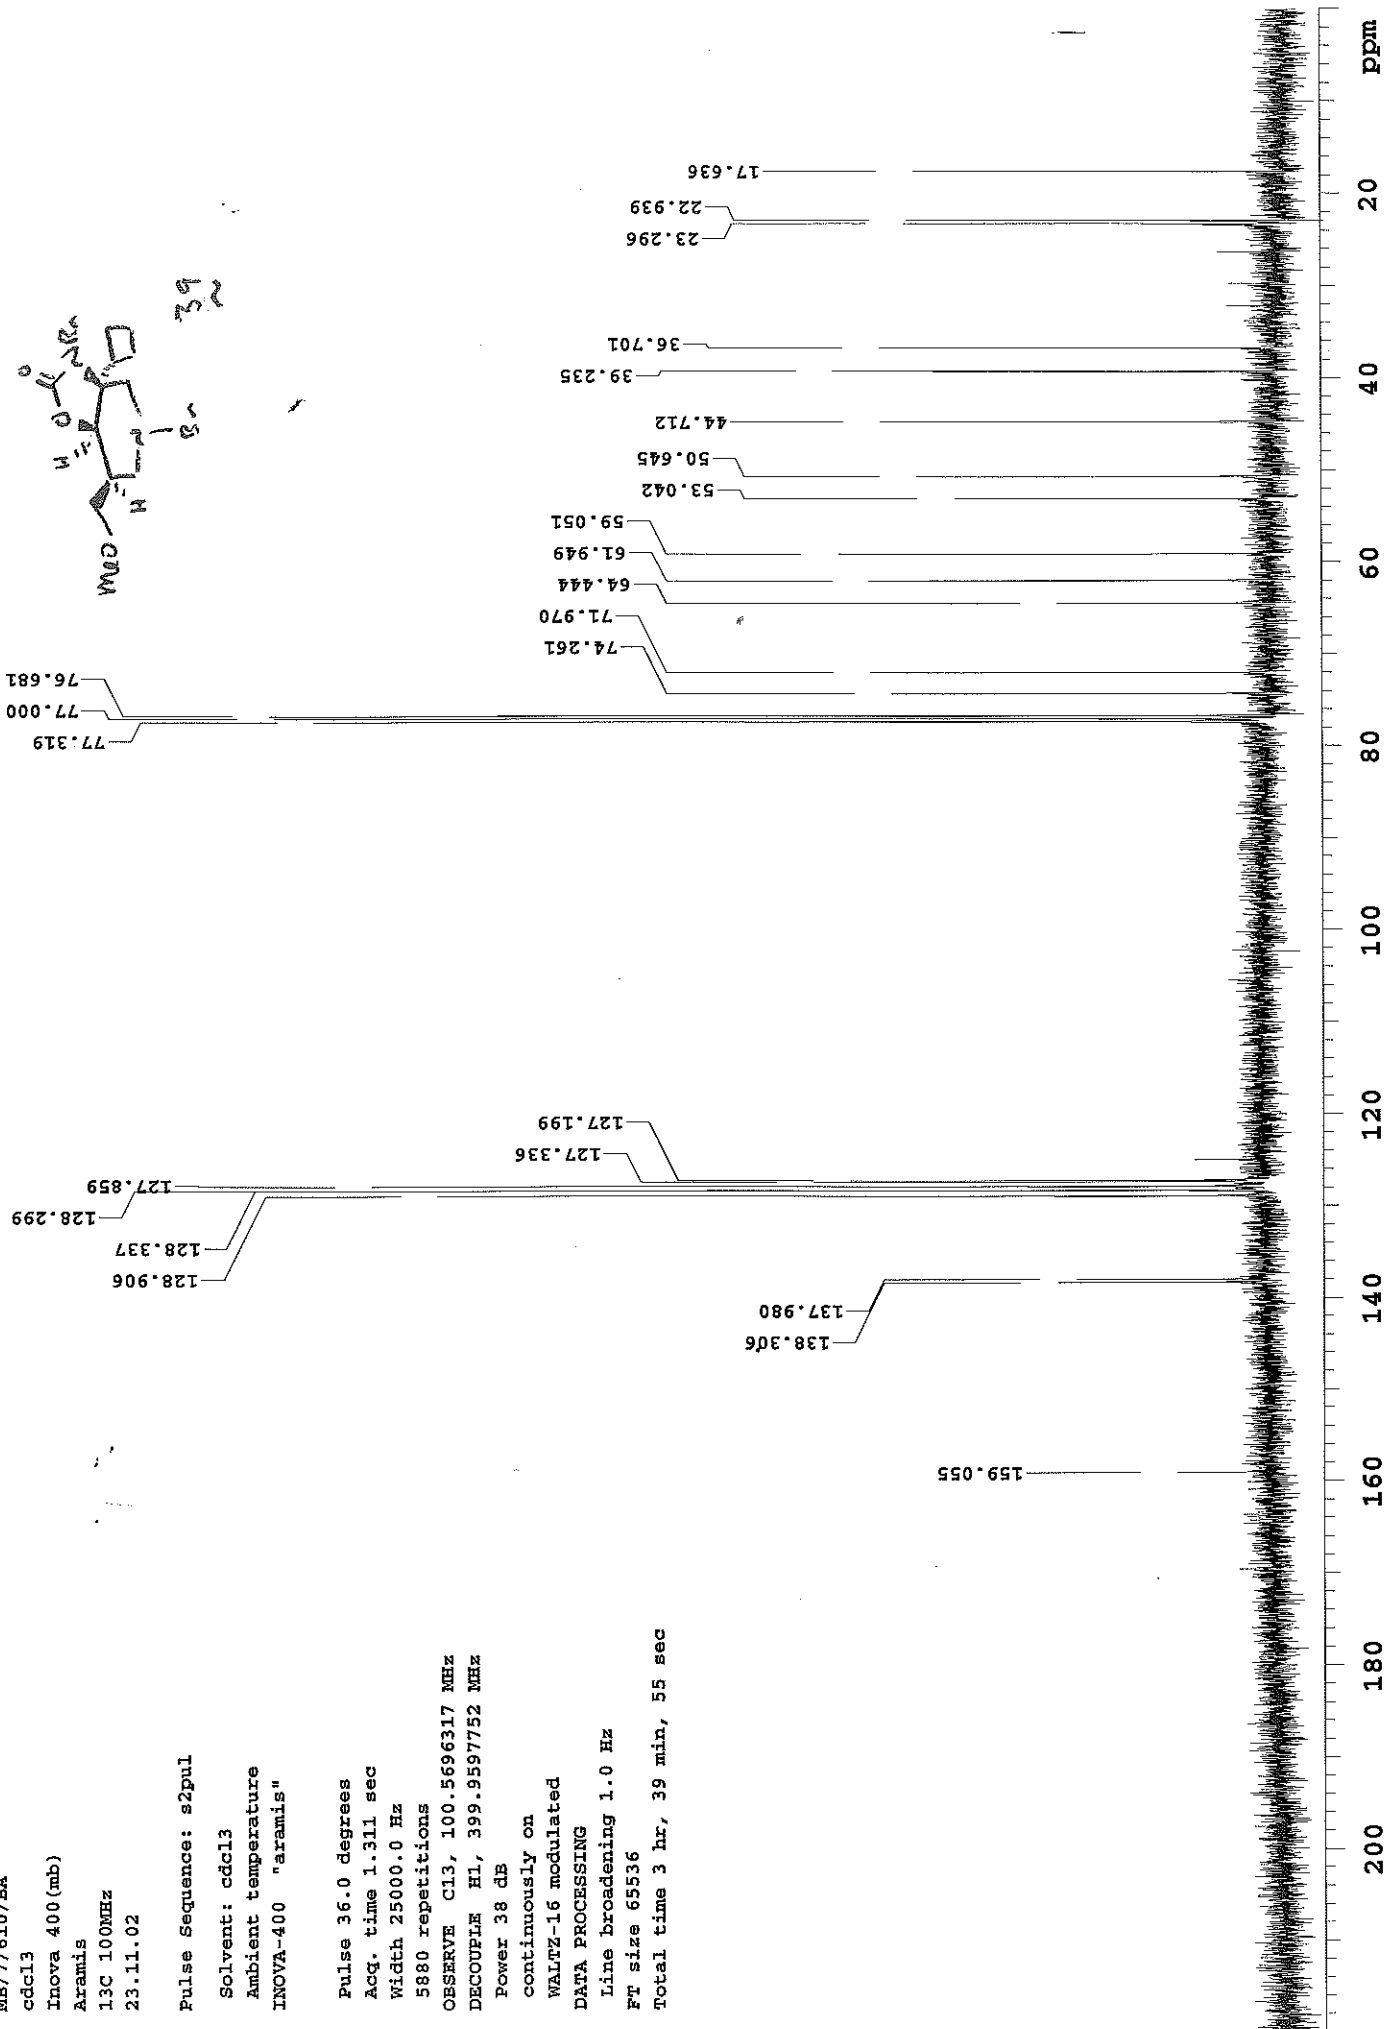 cdcl3
Inova 400(mb)
Aramis
13C 100MHz
23.11.02
Pulse Sequence: s2pul
Solvent: cdcl3
Ambient temperature
INOVA-400 "aramis"
Pulse 36.0 degrees
Acq. time 1.311 sec
Width 25000.0 Hz
5880 repetitions
OBSERVE C13, 100.5696317 MHz
DECOUPLE H1, 399.9597752 MHz
Power 38 dB
continuously on
WALTZ-16 modulated
DATA PROCESSING
Line broadening 1.0 Hz
FT size 65536
Total time 3 hr, 39 min, 55 sec
159.055
138.306
137.980
128.906
128.337
128.299
127.859
127.336
127.199
77.319
77.000
76.681
74.261
71.970
64.444
61.949
59.051
53.042
50.645
44.712
39.235
36.701
23.296
22.939
17.636
MeO
H
H
O
O
N
39
200
180
160
140
120
100
80
60
40
20
ppm